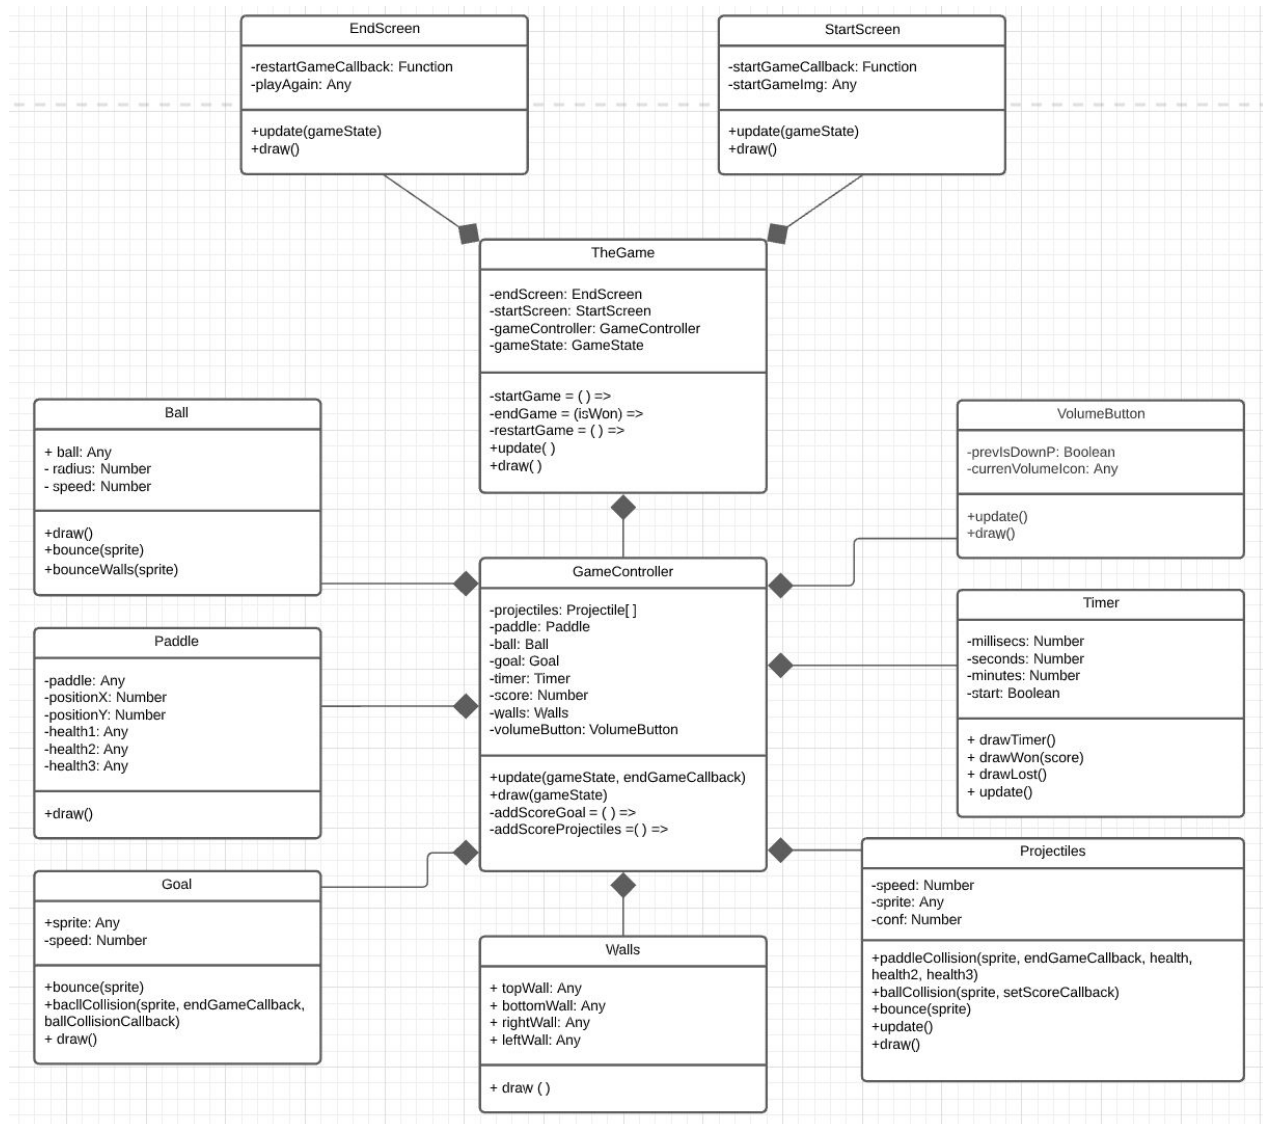 EndScreen
-restartGameCallback: Function
-playAgain: Any
+update(gameState)
+draw()
StartScreen
-startGameCallback: Function
-startGameImg: Any
+update(gameState)
+draw()
TheGame
-endScreen: EndScreen
-startScreen: StartScreen
-gameController: GameController
-gameState: GameState
-startGame = ( ) =>
-endGame = (isWon) =>
-restartGame = ( ) =>
+update( )
+draw( )
Ball
+ ball: Any
- radius: Number
- speed: Number
+draw()
+bounce(sprite)
+bounceWalls(sprite)
VolumeButton
-prevIsDownP: Boolean
-currenVolumeIcon: Any
+update()
+draw()
GameController
-projectiles: Projectile[ ]
-paddle: Paddle
-ball: Ball
-goal: Goal
-timer: Timer
-score: Number
-walls: Walls
-volumeButton: VolumeButton
+update(gameState, endGameCallback)
+draw(gameState)
-addScoreGoal = ( ) =>
-addScoreProjectiles =( ) =>
Paddle
-paddle: Any
-positionX: Number
-positionY: Number
-health1: Any
-health2: Any
-health3: Any
+draw()
Timer
-millisecs: Number
-seconds: Number
-minutes: Number
-start: Boolean
+ drawTimer()
+ drawWon(score)
+ drawLost()
+ update()
Goal
+sprite: Any
-speed: Number
+bounce(sprite)
+bacllCollision(sprite, endGameCallback,
ballCollisionCallback)
+ draw()
Walls
+ topWall: Any
+ bottomWall: Any
+ rightWall: Any
+ leftWall: Any
+ draw ( )
Projectiles
-speed: Number
-sprite: Any
-conf: Number
+paddleCollision(sprite, endGameCallback, health,
health2, health3)
+ballCollision(sprite, setScoreCallback)
+bounce(sprite)
+update()
+draw()